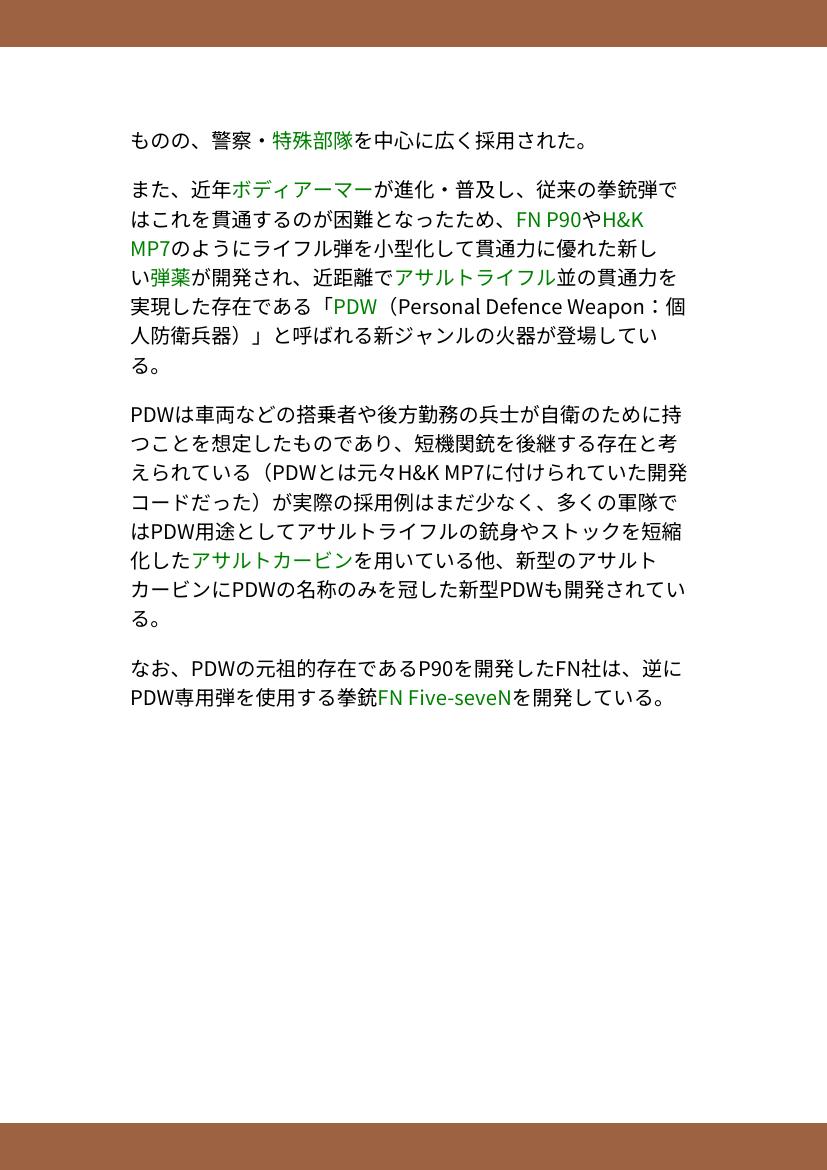 ものの、警察・特殊部隊を中心に広く採用された。
また、近年ボディアーマーが進化・普及し、従来の拳銃弾で
はこれを貫通するのが困難となったため、FN P90やH&K
MP7のようにライフル弾を小型化して貫通力に優れた新し
い弾薬が開発され、近距離でアサルトライフル並の貫通力を
実現した存在である「PDW（Personal Defence Weapon：個
人防衛兵器）」と呼ばれる新ジャンルの火器が登場してい
る。
PDWは車両などの搭乗者や後方勤務の兵士が自衛のために持
つことを想定したものであり、短機関銃を後継する存在と考
えられている（PDWとは元々H&K MP7に付けられていた開発
コードだった）が実際の採用例はまだ少なく、多くの軍隊で
はPDW用途としてアサルトライフルの銃身やストックを短縮
化したアサルトカービンを用いている他、新型のアサルト
カービンにPDWの名称のみを冠した新型PDWも開発されてい
る。
なお、PDWの元祖的存在であるP90を開発したFN社は、逆に
PDW専用弾を使用する拳銃FN Five-seveNを開発している。